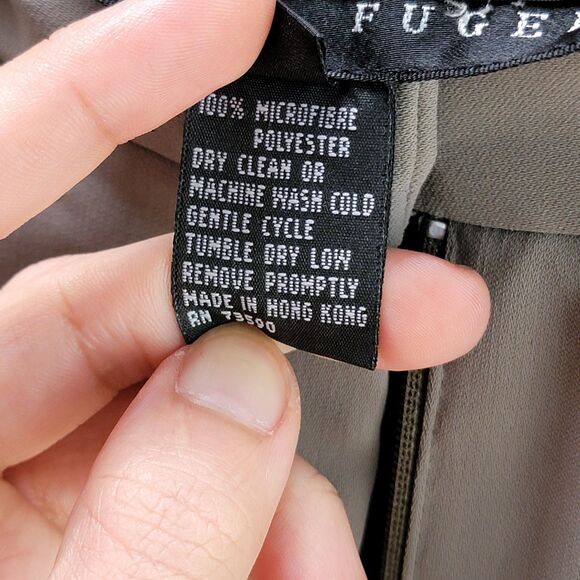 FUGE
100% MICROFIBRE
POLYESTER
DRY CLEAN OR
MACHINE WASH COLD
GENTLE CYCLE
TUMBLE DRY LOW
REMOVE PROMPTLY
MADE IN HONG KONG
RN 73590